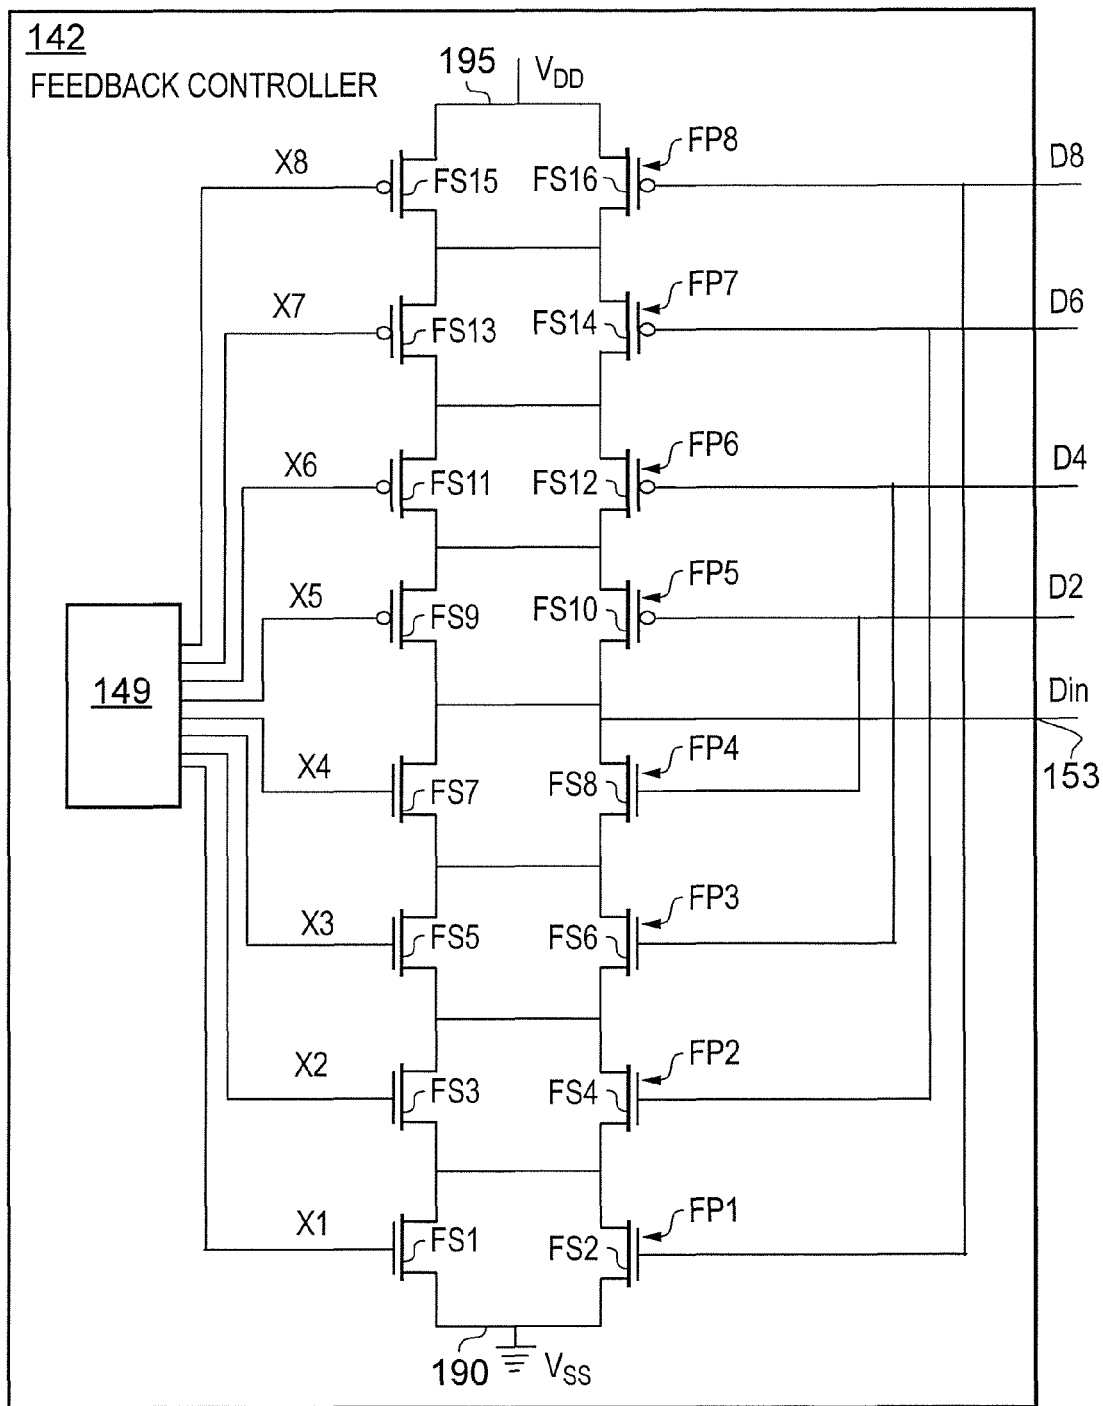 142
FEEDBACK CONTROLLER
195
VDD
X8
FS15
FS16
FP8
D8
X7
FS13
FS14
FP7
D6
X6
FS11
FS12
FP6
D4
X5
FS9
FS10
FP5
D2
149
Din
153
X4
FS7
FS8
FP4
X3
FS5
FS6
FP3
X2
FS3
FS4
FP2
X1
FS1
FS2
FP1
190
VSS